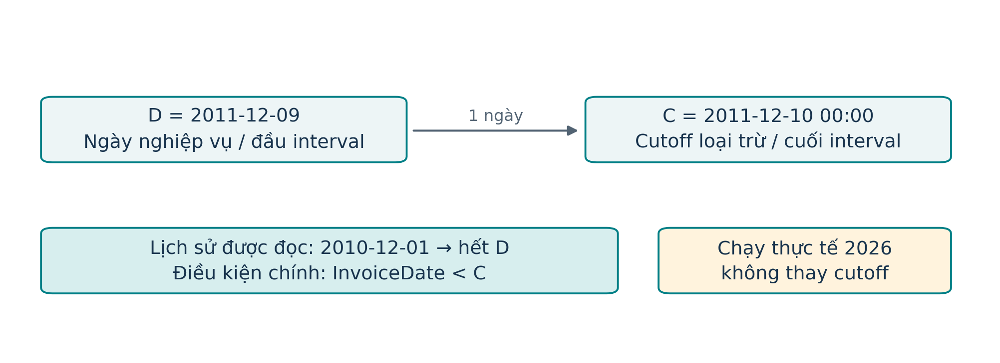 D = 2011-12-09
Ngày nghiệp vụ / đầu interval
1 ngày
C = 2011-12-10 00:00
Cutoff loại trừ / cuối interval
Lịch sử được đọc: 2010-12-01 → hết D
Điều kiện chính: InvoiceDate < C
Chạy thực tế 2026
không thay cutoff